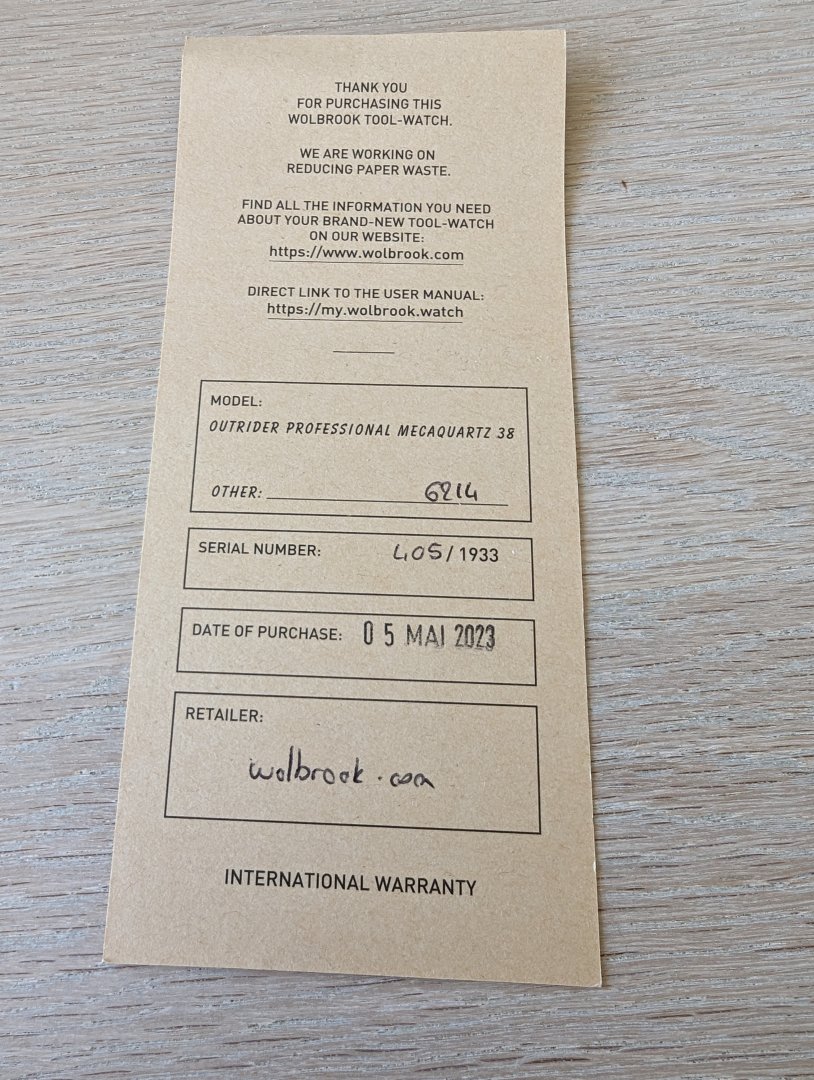 THANK YOU
FOR PURCHASING THIS
WOLBROOK TOOL-WATCH.
WE ARE WORKING ON
REDUCING PAPER WASTE.
FIND ALL THE INFORMATION YOU NEED
ABOUT YOUR BRAND-NEW TOOL-WATCH
ON OUR WEBSITE:
https://www.wolbrook.com
DIRECT LINK TO THE USER MANUAL:
https://my.wolbrook.watch
MODEL:
OUTRIDER PROFESSIONAL MECAQUARTZ 38
OTHER: 6214
SERIAL NUMBER: 405/1933
DATE OF PURCHASE: 05 MAI 2023
RETAILER:
wolbrook.com
INTERNATIONAL WARRANTY